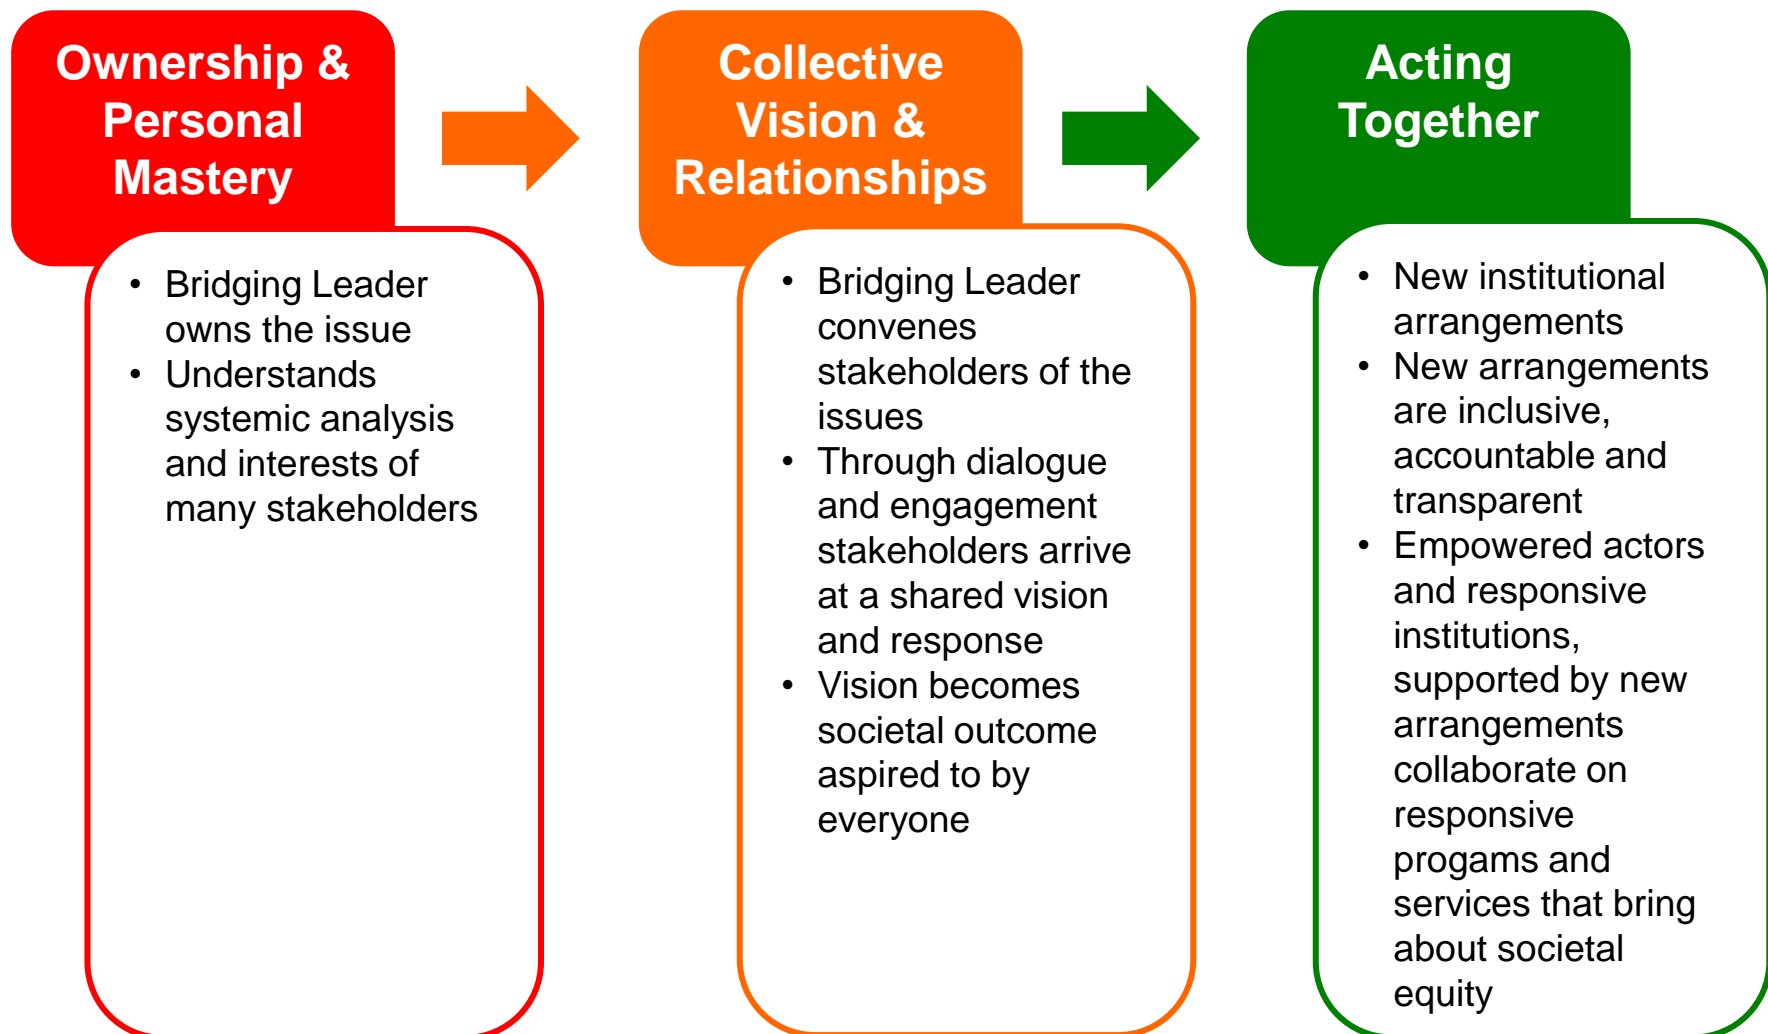 Ownership &
Personal
Mastery
• Bridging Leader
owns the issue
• Understands
systemic analysis
and interests of
many stakeholders
Collective
Vision &
Relationships
• Bridging Leader
convenes
stakeholders of the
issues
• Through dialogue
and engagement
stakeholders arrive
at a shared vision
and response
• Vision becomes
societal outcome
aspired to by
everyone
Acting
Together
• New institutional
arrangements
• New arrangements
are inclusive,
accountable and
transparent
• Empowered actors
and responsive
institutions,
supported by new
arrangements
collaborate on
responsive
progams and
services that bring
about societal
equity